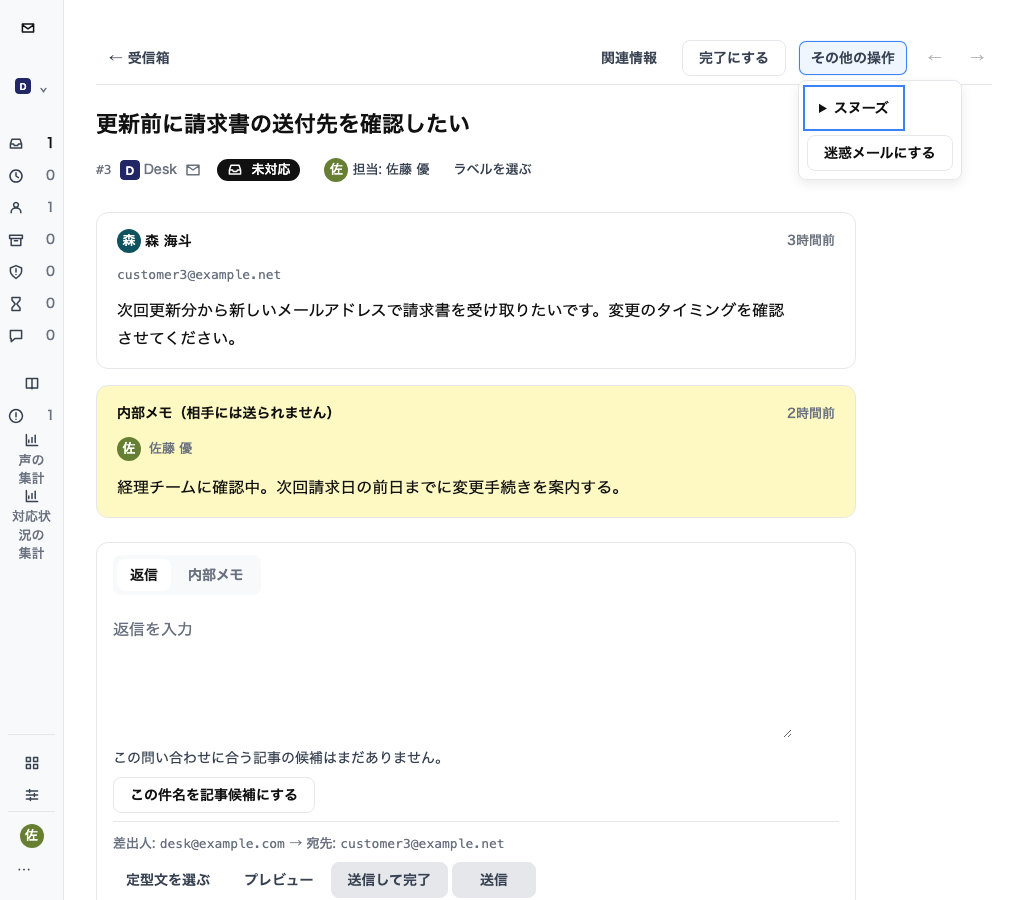 ← 受信箱
関連情報
完了にする
その他の操作
← →
▶ スヌーズ
迷惑メールにする
D
1
0
1
0
0
0
0
1
声の
集計
対応状
況の
集計
佐
…
更新前に請求書の送付先を確認したい
#3 D Desk 未対応 佐 担当: 佐藤 優 ラベルを選ぶ
森 森 海斗 3時間前
customer3@example.net
次回更新分から新しいメールアドレスで請求書を受け取りたいです。変更のタイミングを確認
させてください。
内部メモ（相手には送られません） 2時間前
佐 佐藤 優
経理チームに確認中。次回請求日の前日までに変更手続きを案内する。
返信 内部メモ
返信を入力
この問い合わせに合う記事の候補はまだありません。
この件名を記事候補にする
差出人: desk@example.com → 宛先: customer3@example.net
定型文を選ぶ プレビュー 送信して完了 送信